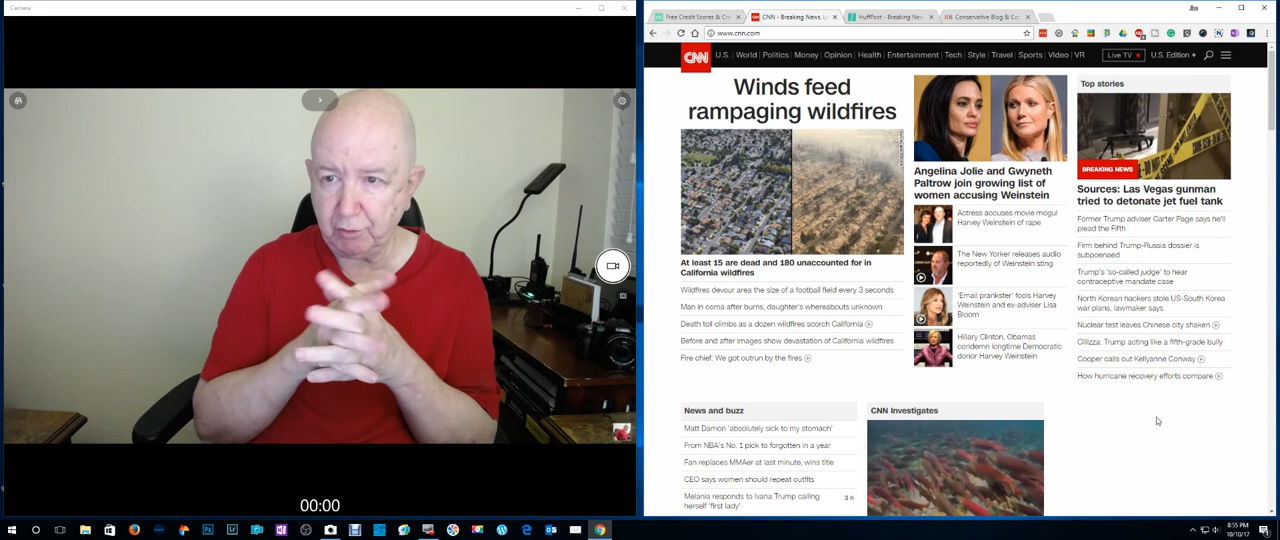 Camera
00:00
Jim
Free Credit Scores & Cr
CNN - Breaking News, L
HuffPost - Breaking New
Conservative Blog & Co
www.cnn.com
CNN
U.S. World Politics Money Opinion Health Entertainment Tech Style Travel Sports Video VR
Live TV
U.S. Edition +
Winds feed
rampaging wildfires
At least 15 are dead and 180 unaccounted for in
California wildfires
Wildfires devour area the size of a football field every 3 seconds
Man in coma after burns, daughter's whereabouts unknown
Death toll climbs as a dozen wildfires scorch California
Before and after images show devastation of California wildfires
Fire chief: We got outrun by the fires
Angelina Jolie and Gwyneth
Paltrow join growing list of
women accusing Weinstein
Actress accuses movie mogul
Harvey Weinstein of rape
The New Yorker releases audio
reportedly of Weinstein sting
'Email prankster' fools Harvey
Weinstein and ex-adviser Lisa
Bloom
Hillary Clinton, Obamas
condemn longtime Democratic
donor Harvey Weinstein
Top stories
BREAKING NEWS
Sources: Las Vegas gunman
tried to detonate jet fuel tank
Former Trump adviser Carter Page says he'll
plead the Fifth
Firm behind Trump-Russia dossier is
subpoenaed
Trump's 'so-called judge' to hear
contraceptive mandate case
North Korean hackers stole US-South Korea
war plans, lawmaker says
Nuclear test leaves Chinese city shaken
Cillizza: Trump acting like a fifth-grade bully
Cooper calls out Kellyanne Conway
How hurricane recovery efforts compare
News and buzz
Matt Damon 'absolutely sick to my stomach'
From NBA's No. 1 pick to forgotten in a year
Fan replaces MMAer at last minute, wins title
CEO says women should repeat outfits
Melania responds to Ivana Trump calling
herself 'first lady'
3 h
CNN Investigates
8:55 PM
10/10/17